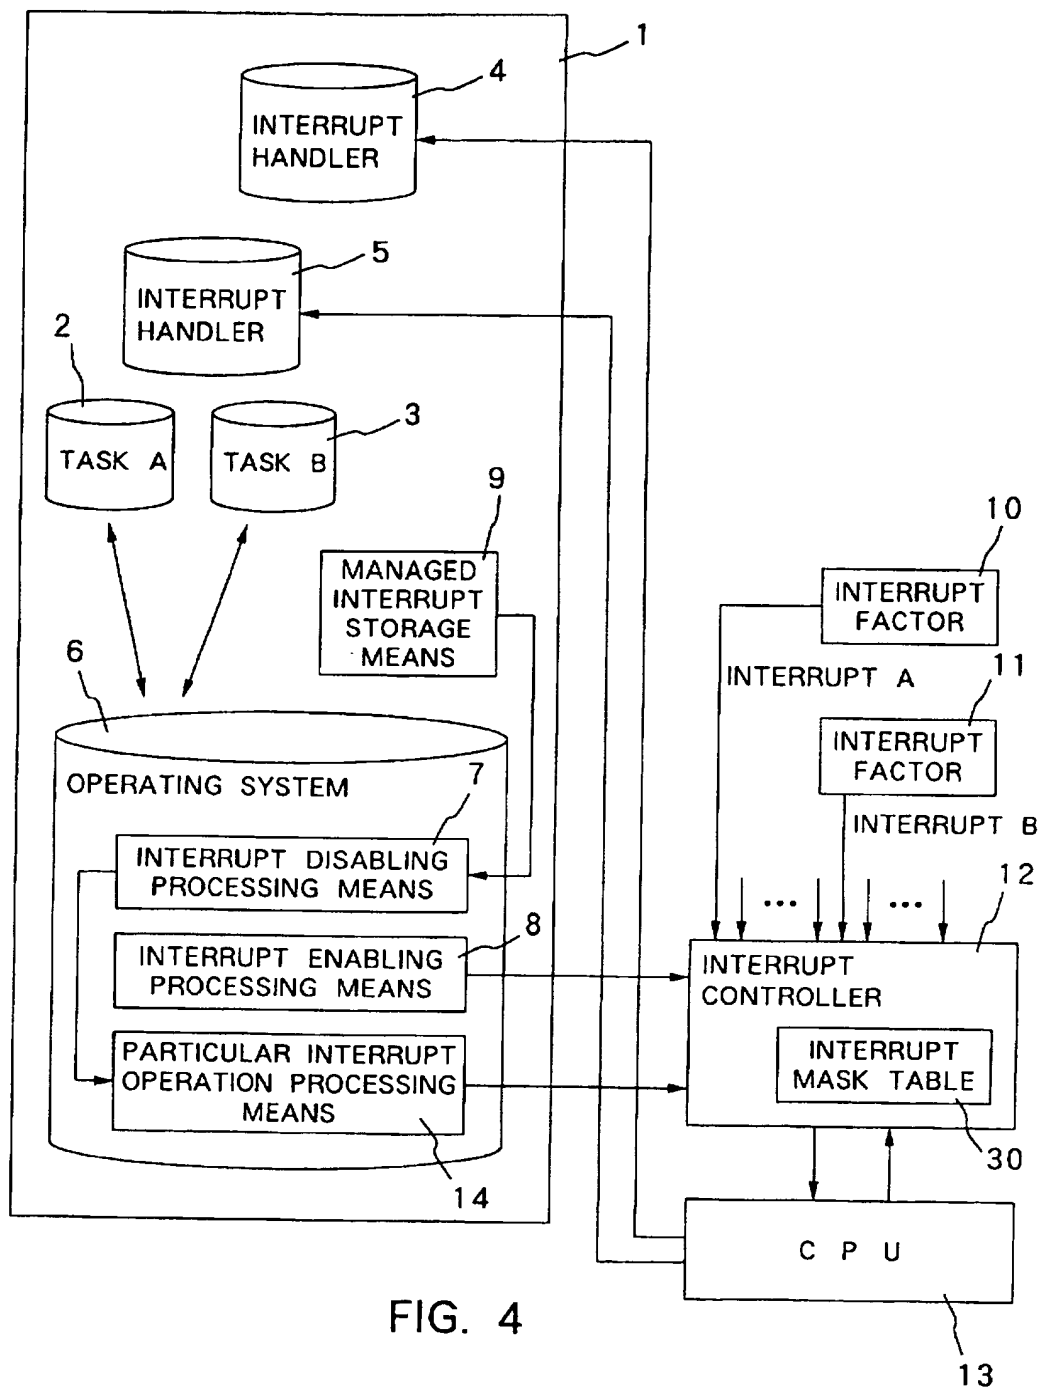 1
4
INTERRUPT
HANDLER
5
INTERRUPT
HANDLER
2
3
TASK A
TASK B
9
MANAGED
INTERRUPT
STORAGE
MEANS
10
INTERRUPT
FACTOR
INTERRUPT A
11
INTERRUPT
FACTOR
INTERRUPT B
6
OPERATING SYSTEM
7
INTERRUPT DISABLING
PROCESSING MEANS
8
INTERRUPT ENABLING
PROCESSING MEANS
PARTICULAR INTERRUPT
OPERATION PROCESSING
MEANS
14
...
...
12
INTERRUPT
CONTROLLER
INTERRUPT
MASK TABLE
30
C P U
13
FIG. 4